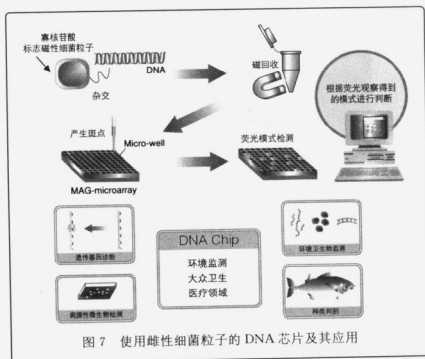 寡核苷酸
标志磁性细菌粒子
DNA
杂交
磁回收
根据荧光观察得到
的模式进行判断
产生斑点
Micro-well
MAG-microarray
荧光模式检测
遗传基因诊断
病源性微生物检测
DNA Chip
环境监测
大众卫生
医疗领域
环境卫生物监测
种类判别
图 7 使用雌性细菌粒子的 DNA 芯片及其应用